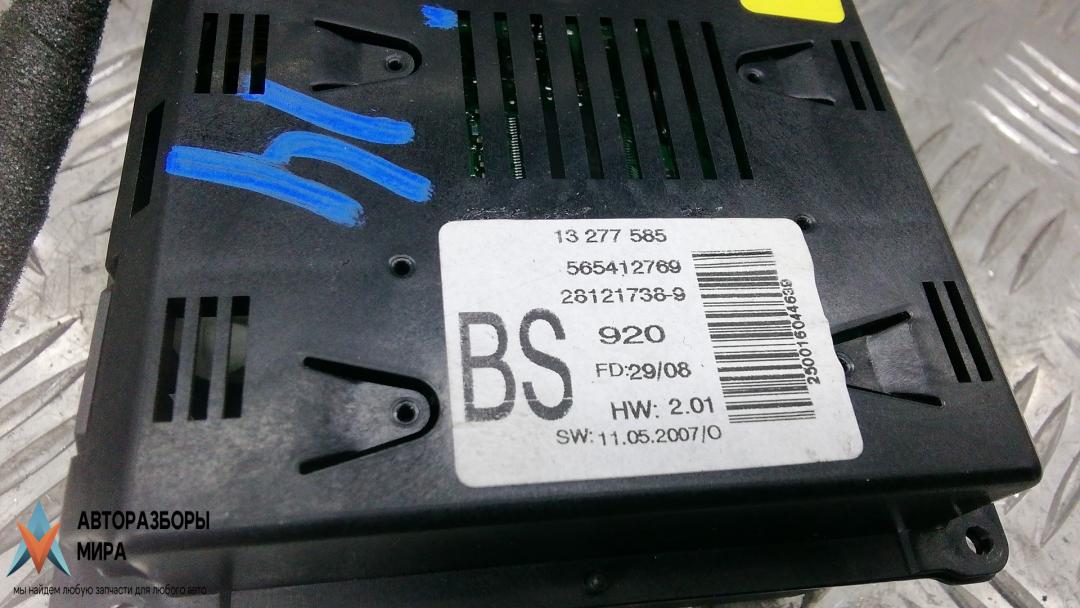 13 277 585
565412769
28121738-9
BS
920
FD:29/08
HW: 2.01
SW: 11.05.2007/O
250016044639
АВТОРАЗБОРЫ
МИРА
мы найдем любую запчасти для любого авто